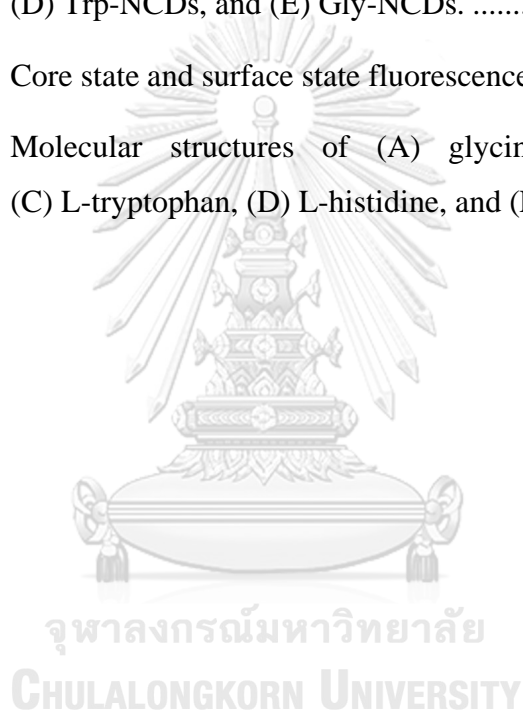 (D) Trp-NCDs, and (E) Gly-NCDs. .......
Core state and surface state fluorescence
Molecular structures of (A) glycin
(C) L-tryptophan, (D) L-histidine, and (
จุฬาลงกรณ์มหาวิทยาลัย
CHULALONGKORN UNIVERSITY